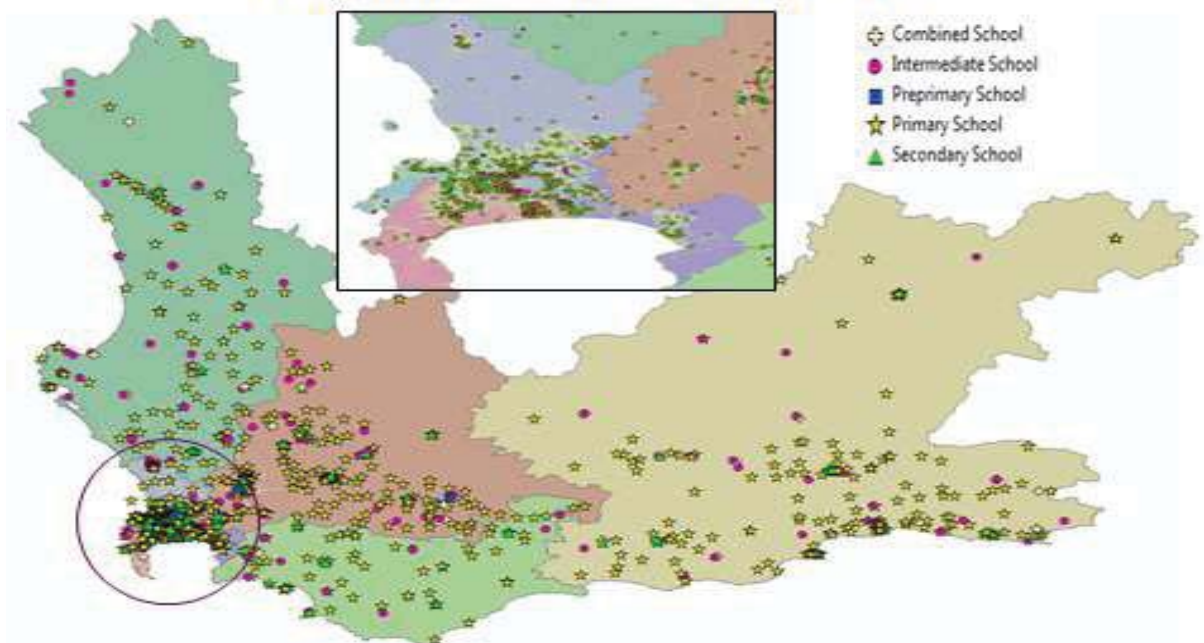 Combined School
Intermediate School
Preprimary School
Primary School
Secondary School